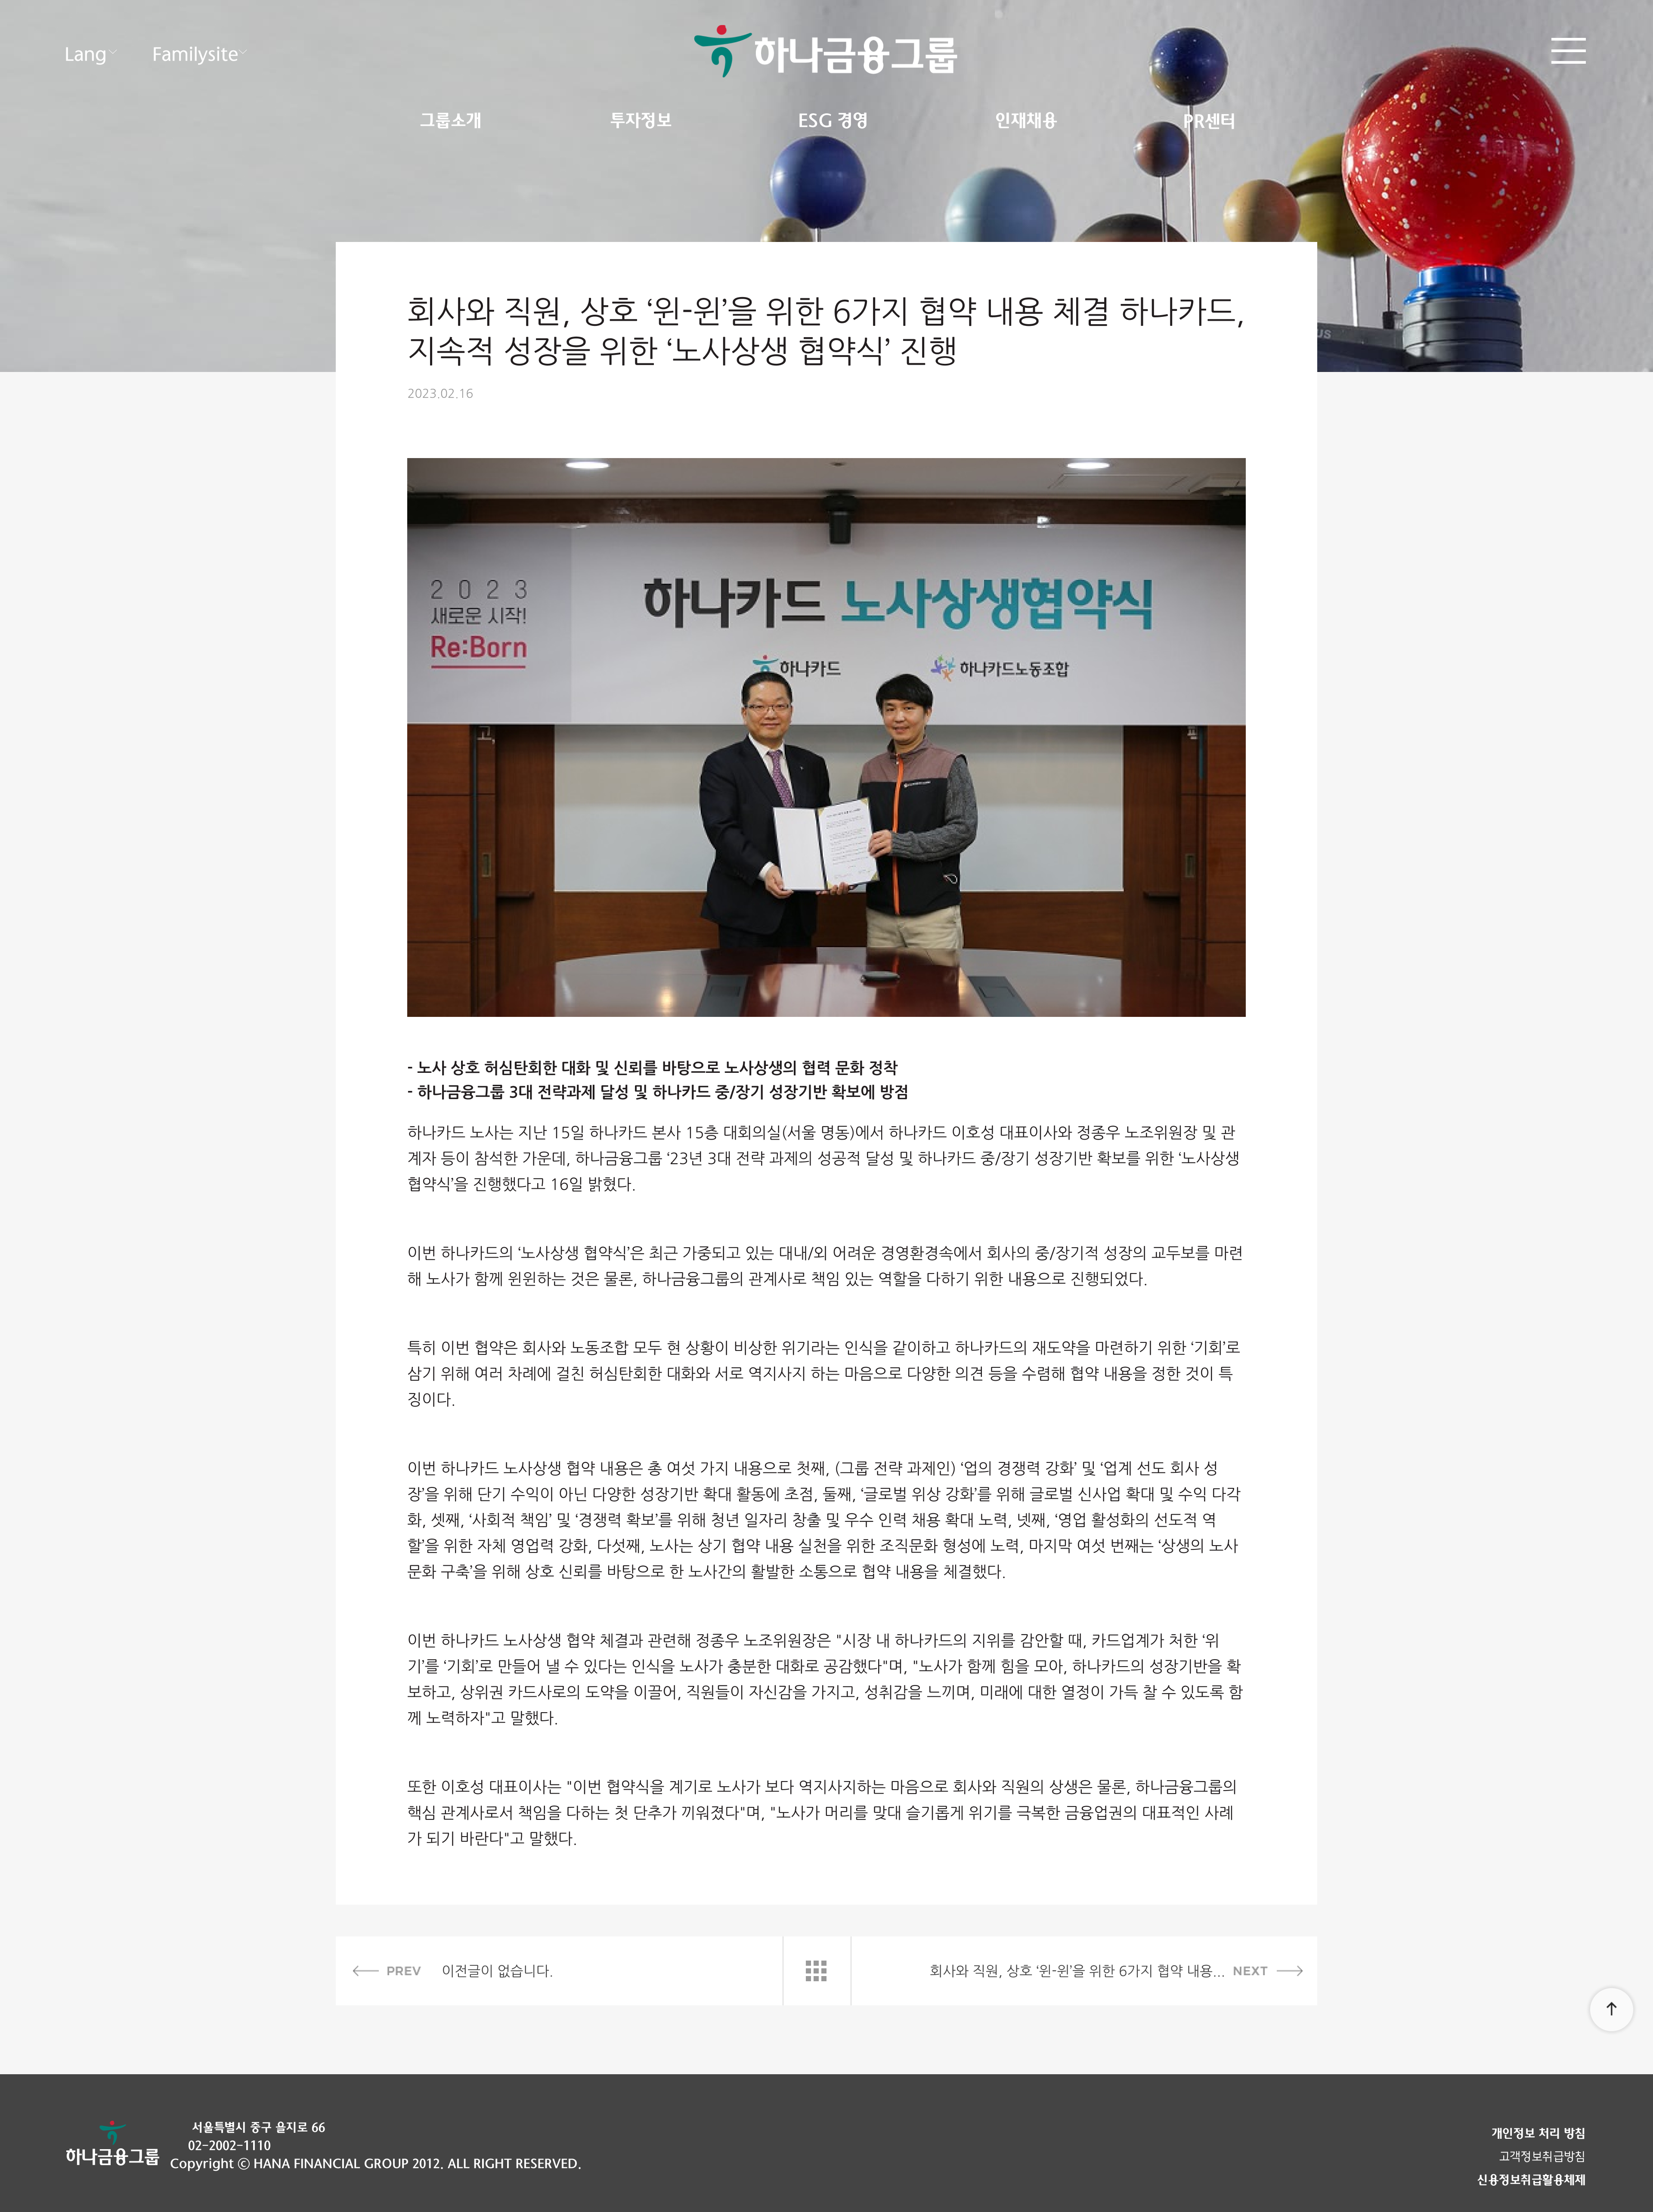 Lang
Familysite
하나금융그룹
그룹소개
투자정보
ESG 경영
인재채용
PR센터
회사와 직원, 상호 ‘윈-윈’을 위한 6가지 협약 내용 체결 하나카드,
지속적 성장을 위한 ‘노사상생 협약식’ 진행
2023.02.16
2023
새로운 시작!
Re:Born
하나카드 노사상생협약식
하나카드
하나카드노동조합
- 노사 상호 허심탄회한 대화 및 신뢰를 바탕으로 노사상생의 협력 문화 정착
- 하나금융그룹 3대 전략과제 달성 및 하나카드 중/장기 성장기반 확보에 방점
하나카드 노사는 지난 15일 하나카드 본사 15층 대회의실(서울 명동)에서 하나카드 이호성 대표이사와 정종우 노조위원장 및 관
계자 등이 참석한 가운데, 하나금융그룹 ‘23년 3대 전략 과제의 성공적 달성 및 하나카드 중/장기 성장기반 확보를 위한 ‘노사상생
협약식’을 진행했다고 16일 밝혔다.
이번 하나카드의 ‘노사상생 협약식’은 최근 가중되고 있는 대내/외 어려운 경영환경속에서 회사의 중/장기적 성장의 교두보를 마련
해 노사가 함께 윈윈하는 것은 물론, 하나금융그룹의 관계사로 책임 있는 역할을 다하기 위한 내용으로 진행되었다.
특히 이번 협약은 회사와 노동조합 모두 현 상황이 비상한 위기라는 인식을 같이하고 하나카드의 재도약을 마련하기 위한 ‘기회’로
삼기 위해 여러 차례에 걸친 허심탄회한 대화와 서로 역지사지 하는 마음으로 다양한 의견 등을 수렴해 협약 내용을 정한 것이 특
징이다.
이번 하나카드 노사상생 협약 내용은 총 여섯 가지 내용으로 첫째, (그룹 전략 과제인) ‘업의 경쟁력 강화’ 및 ‘업계 선도 회사 성
장’을 위해 단기 수익이 아닌 다양한 성장기반 확대 활동에 초점, 둘째, ‘글로벌 위상 강화’를 위해 글로벌 신사업 확대 및 수익 다각
화, 셋째, ‘사회적 책임’ 및 ‘경쟁력 확보’를 위해 청년 일자리 창출 및 우수 인력 채용 확대 노력, 넷째, ‘영업 활성화의 선도적 역
할’을 위한 자체 영업력 강화, 다섯째, 노사는 상기 협약 내용 실천을 위한 조직문화 형성에 노력, 마지막 여섯 번째는 ‘상생의 노사
문화 구축’을 위해 상호 신뢰를 바탕으로 한 노사간의 활발한 소통으로 협약 내용을 체결했다.
이번 하나카드 노사상생 협약 체결과 관련해 정종우 노조위원장은 "시장 내 하나카드의 지위를 감안할 때, 카드업계가 처한 ‘위
기’를 ‘기회’로 만들어 낼 수 있다는 인식을 노사가 충분한 대화로 공감했다"며, "노사가 함께 힘을 모아, 하나카드의 성장기반을 확
보하고, 상위권 카드사로의 도약을 이끌어, 직원들이 자신감을 가지고, 성취감을 느끼며, 미래에 대한 열정이 가득 찰 수 있도록 함
께 노력하자"고 말했다.
또한 이호성 대표이사는 "이번 협약식을 계기로 노사가 보다 역지사지하는 마음으로 회사와 직원의 상생은 물론, 하나금융그룹의
핵심 관계사로서 책임을 다하는 첫 단추가 끼워졌다"며, "노사가 머리를 맞대 슬기롭게 위기를 극복한 금융업권의 대표적인 사례
가 되기 바란다"고 말했다.
PREV 이전글이 없습니다.
회사와 직원, 상호 ‘윈-윈’을 위한 6가지 협약 내용... NEXT
하나금융그룹
서울특별시 중구 을지로 66
02-2002-1110
Copyright ⓒ HANA FINANCIAL GROUP 2012. ALL RIGHT RESERVED.
개인정보 처리 방침
고객정보취급방침
신용정보취급활용체제